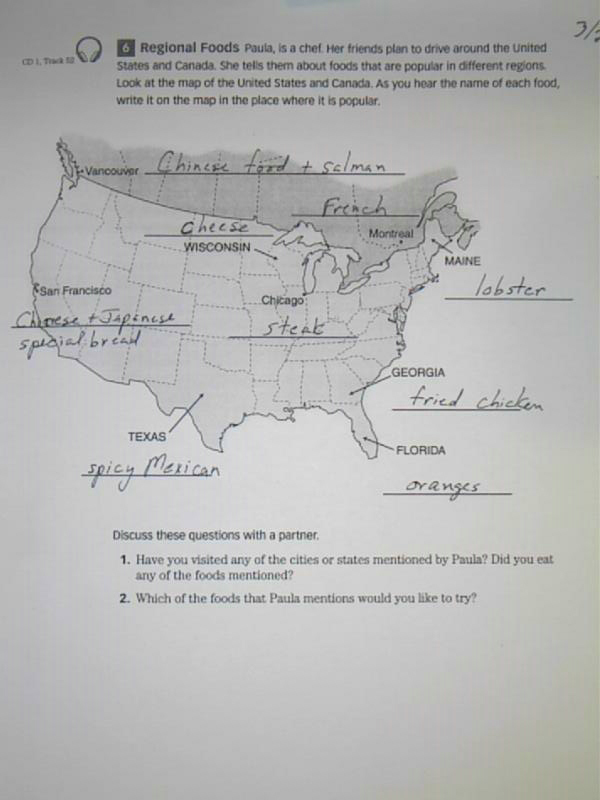 3/2
CD 1, Track 52
6 Regional Foods Paula, is a chef. Her friends plan to drive around the United
States and Canada. She tells them about foods that are popular in different regions.
Look at the map of the United States and Canada. As you hear the name of each food,
write it on the map in the place where it is popular.
Vancouver Chinese food + salman
French
Cheese
Montreal
WISCONSIN
MAINE
San Francisco
lobster
Chicago
Chinese + Japinese
steak
special bread
GEORGIA
fried chicken
TEXAS
FLORIDA
spicy Mexican
oranges
Discuss these questions with a partner.
1. Have you visited any of the cities or states mentioned by Paula? Did you eat
any of the foods mentioned?
2. Which of the foods that Paula mentions would you like to try?